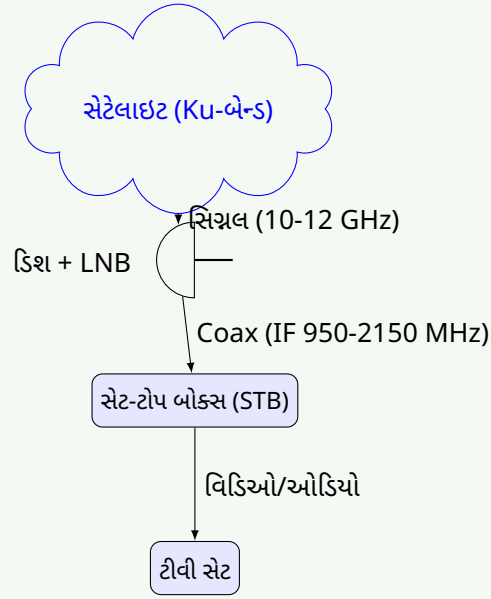 સેટેલાઇટ (Ku-બેન્ડ)
સિગ્નલ (10-12 GHz)
ડિશ + LNB
Coax (IF 950-2150 MHz)
સેટ-ટોપ બોક્સ (STB)
વિડિઓ/ઓડિયો
ટીવી સેટ